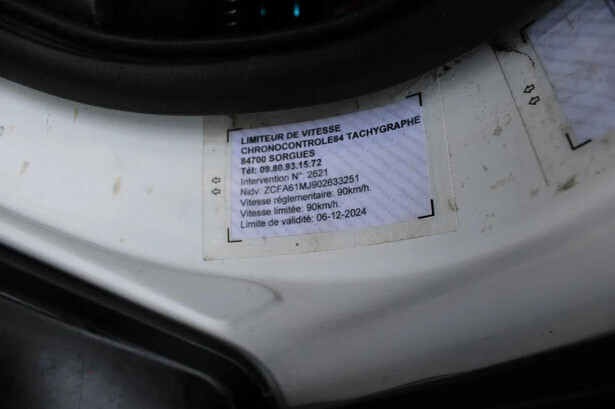 LIMITEUR DE VITESSE
CHRONOCONTROLE84 TACHYGRAPHE
84700 SORGUES
Tél: 09.80.93.15.72
Intervention N°: 2621
Nidv: ZCFA61MJ902633251
Vitesse réglementaire: 90km/h.
Vitesse limitée: 90km/h.
Limite de validité: 06-12-2024